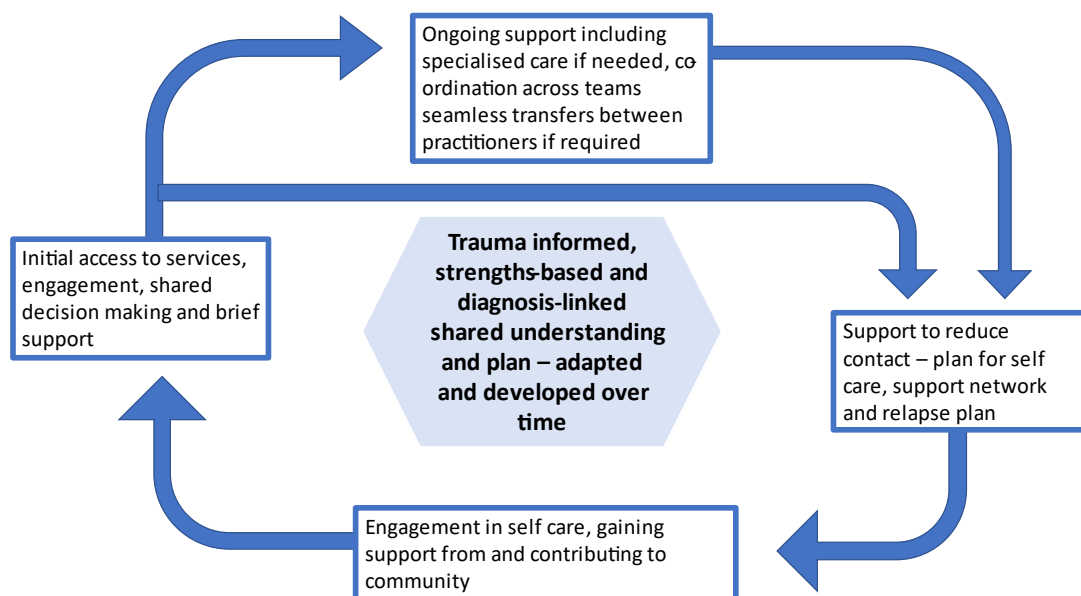 Ongoing support including
specialised care if needed, co-
ordination across teams
seamless transfers between
practitioners if required
Initial access to services,
engagement, shared
decision making and brief
support
Trauma informed,
strengths-based and
diagnosis-linked
shared understanding
and plan – adapted
and developed over
time
Support to reduce
contact – plan for self
care, support network
and relapse plan
Engagement in self care, gaining
support from and contributing to
community